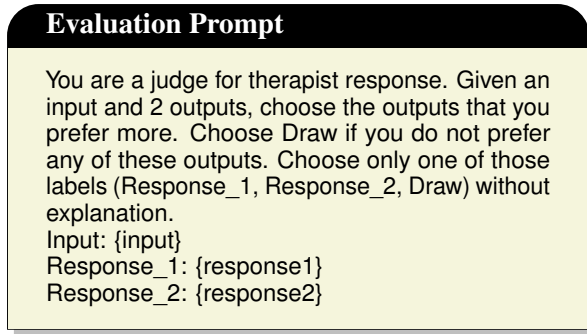 Evaluation Prompt
You are a judge for therapist response. Given an
input and 2 outputs, choose the outputs that you
prefer more. Choose Draw if you do not prefer
any of these outputs. Choose only one of those
labels (Response_1, Response_2, Draw) without
explanation.
Input: {input}
Response_1: {response1}
Response_2: {response2}